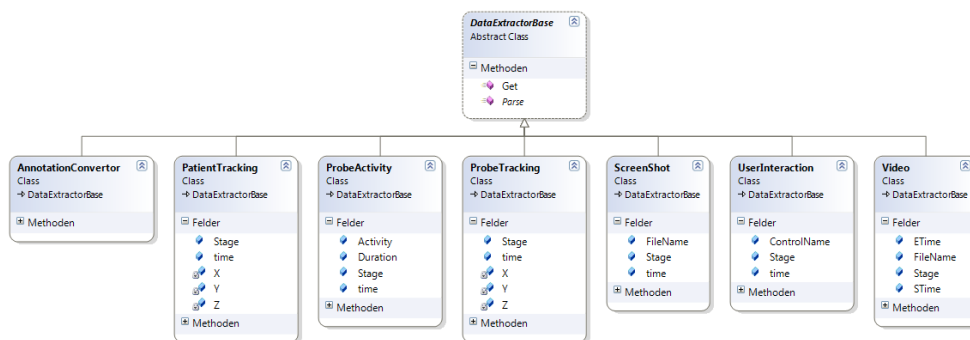 DataExtractorBase
Abstract Class
Methoden
Get
Parse
AnnotationConvertor
Class
DataExtractorBase
Methoden
PatientTracking
Class
DataExtractorBase
Felder
Stage
time
X
Y
Z
Methoden
ProbeActivity
Class
DataExtractorBase
Felder
Activity
Duration
Stage
time
Methoden
ProbeTracking
Class
DataExtractorBase
Felder
Stage
time
X
Y
Z
Methoden
ScreenShot
Class
DataExtractorBase
Felder
FileName
Stage
time
Methoden
UserInteraction
Class
DataExtractorBase
Felder
ControlName
Stage
time
Methoden
Video
Class
DataExtractorBase
Felder
ETime
FileName
Stage
STime
Methoden